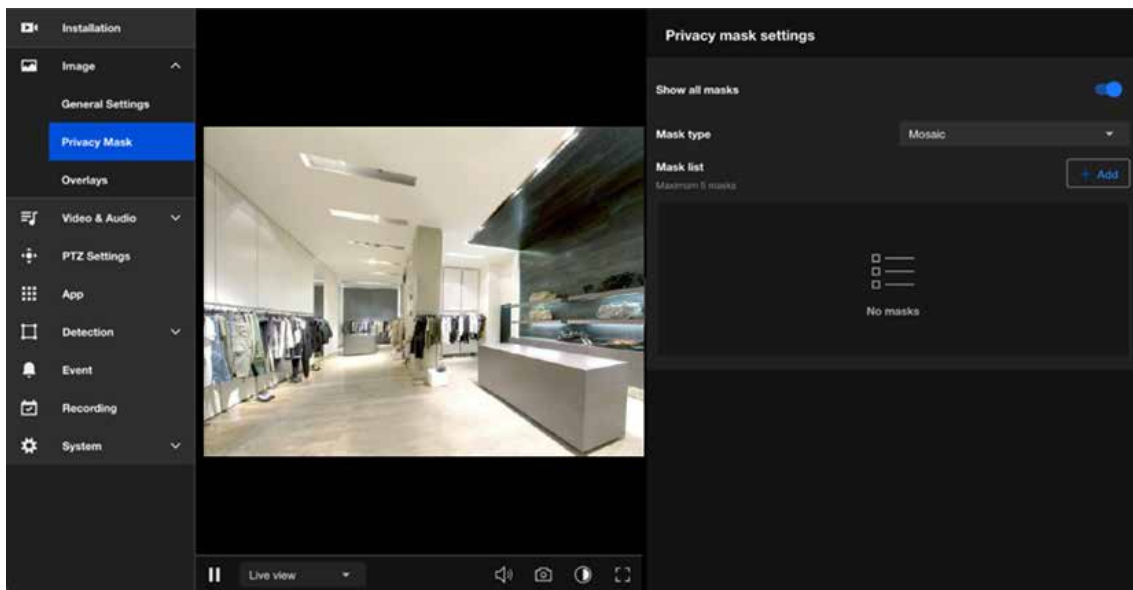 Installation
Image
General Settings
Privacy Mask
Overlays
Video & Audio
PTZ Settings
App
Detection
Event
Recording
System
Live view
Privacy mask settings
Show all masks
Mask type
Mosaic
Mask list
Maximum 5 masks
+ Add
No masks